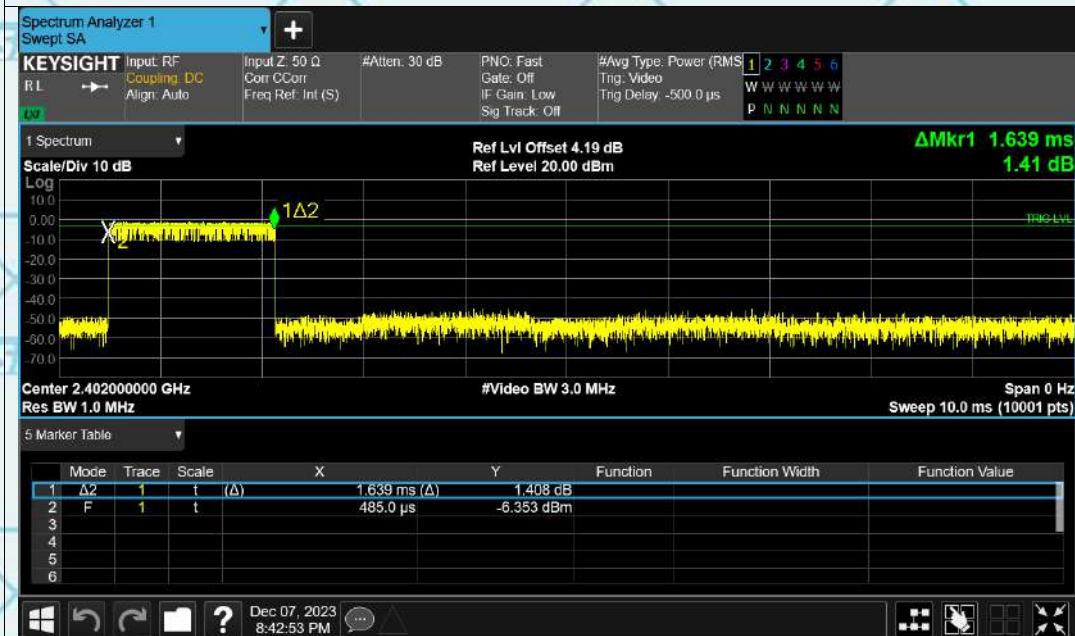 Spectrum Analyzer 1
Swept SA
+
KEYSIGHT
RL
LXI
Input: RF
Coupling: DC
Align: Auto
Input Z: 50 Ω
Corr CCorr
Freq Ref: Int (S)
#Atten: 30 dB
PNO: Fast
Gate: Off
IF Gain: Low
Sig Track: Off
#Avg Type: Power (RMS
Trig: Video
Trig Delay: -500.0 µs
1 2 3 4 5 6
W W W W W W
P N N N N N
1 Spectrum
Scale/Div 10 dB
Log
Ref Lvl Offset 4.19 dB
Ref Level 20.00 dBm
ΔMkr1 1.639 ms
1.41 dB
10.0
0.00
-10.0
-20.0
-30.0
-40.0
-50.0
-60.0
-70.0
1Δ2
2
TRIG LVL
Center 2.402000000 GHz
Res BW 1.0 MHz
#Video BW 3.0 MHz
Span 0 Hz
Sweep 10.0 ms (10001 pts)
5 Marker Table
Mode Trace Scale X Y Function Function Width Function Value
1 Δ2 1 t (Δ) 1.639 ms (Δ) 1.408 dB
2 F 1 t 485.0 µs -6.353 dBm
3
4
5
6
?
Dec 07, 2023
8:42:53 PM